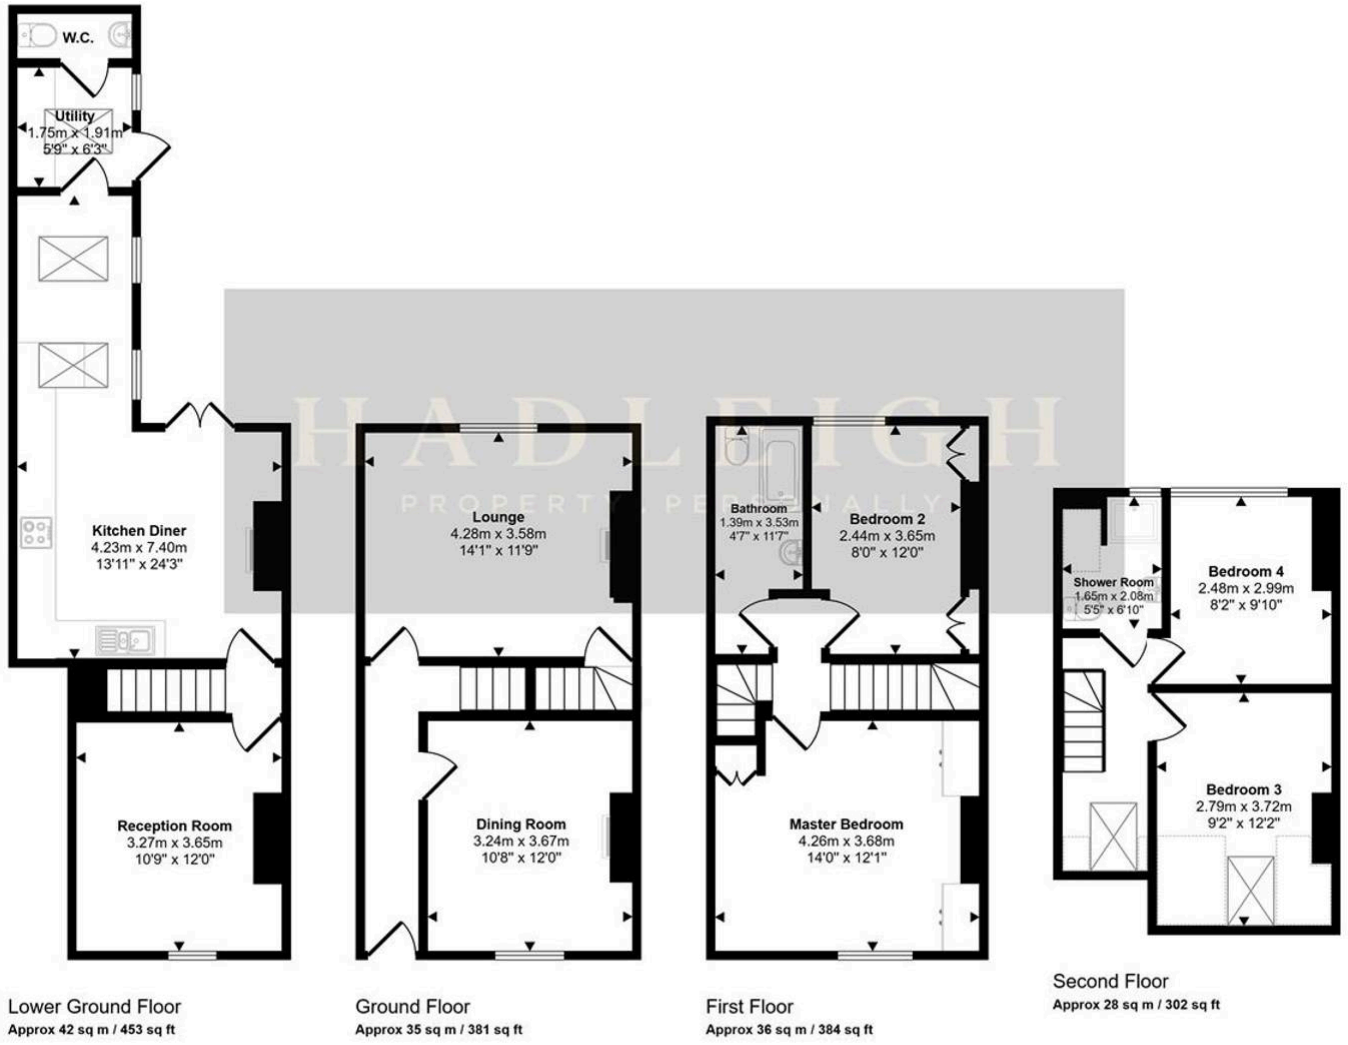 W.C.
Utility
1.75m x 1.91m
5'9" x 6'3"
Kitchen Diner
4.23m x 7.40m
13'11" x 24'3"
Reception Room
3.27m x 3.65m
10'9" x 12'0"
Lower Ground Floor
Approx 42 sq m / 453 sq ft
HADLEIGH
PROPERTY. PERSONALLY
Lounge
4.28m x 3.58m
14'1" x 11'9"
Dining Room
3.24m x 3.67m
10'8" x 12'0"
Ground Floor
Approx 35 sq m / 381 sq ft
Bathroom
1.39m x 3.53m
4'7" x 11'7"
Bedroom 2
2.44m x 3.65m
8'0" x 12'0"
Master Bedroom
4.26m x 3.68m
14'0" x 12'1"
First Floor
Approx 36 sq m / 384 sq ft
Shower Room
1.65m x 2.08m
5'5" x 6'10"
Bedroom 4
2.48m x 2.99m
8'2" x 9'10"
Bedroom 3
2.79m x 3.72m
9'2" x 12'2"
Second Floor
Approx 28 sq m / 302 sq ft